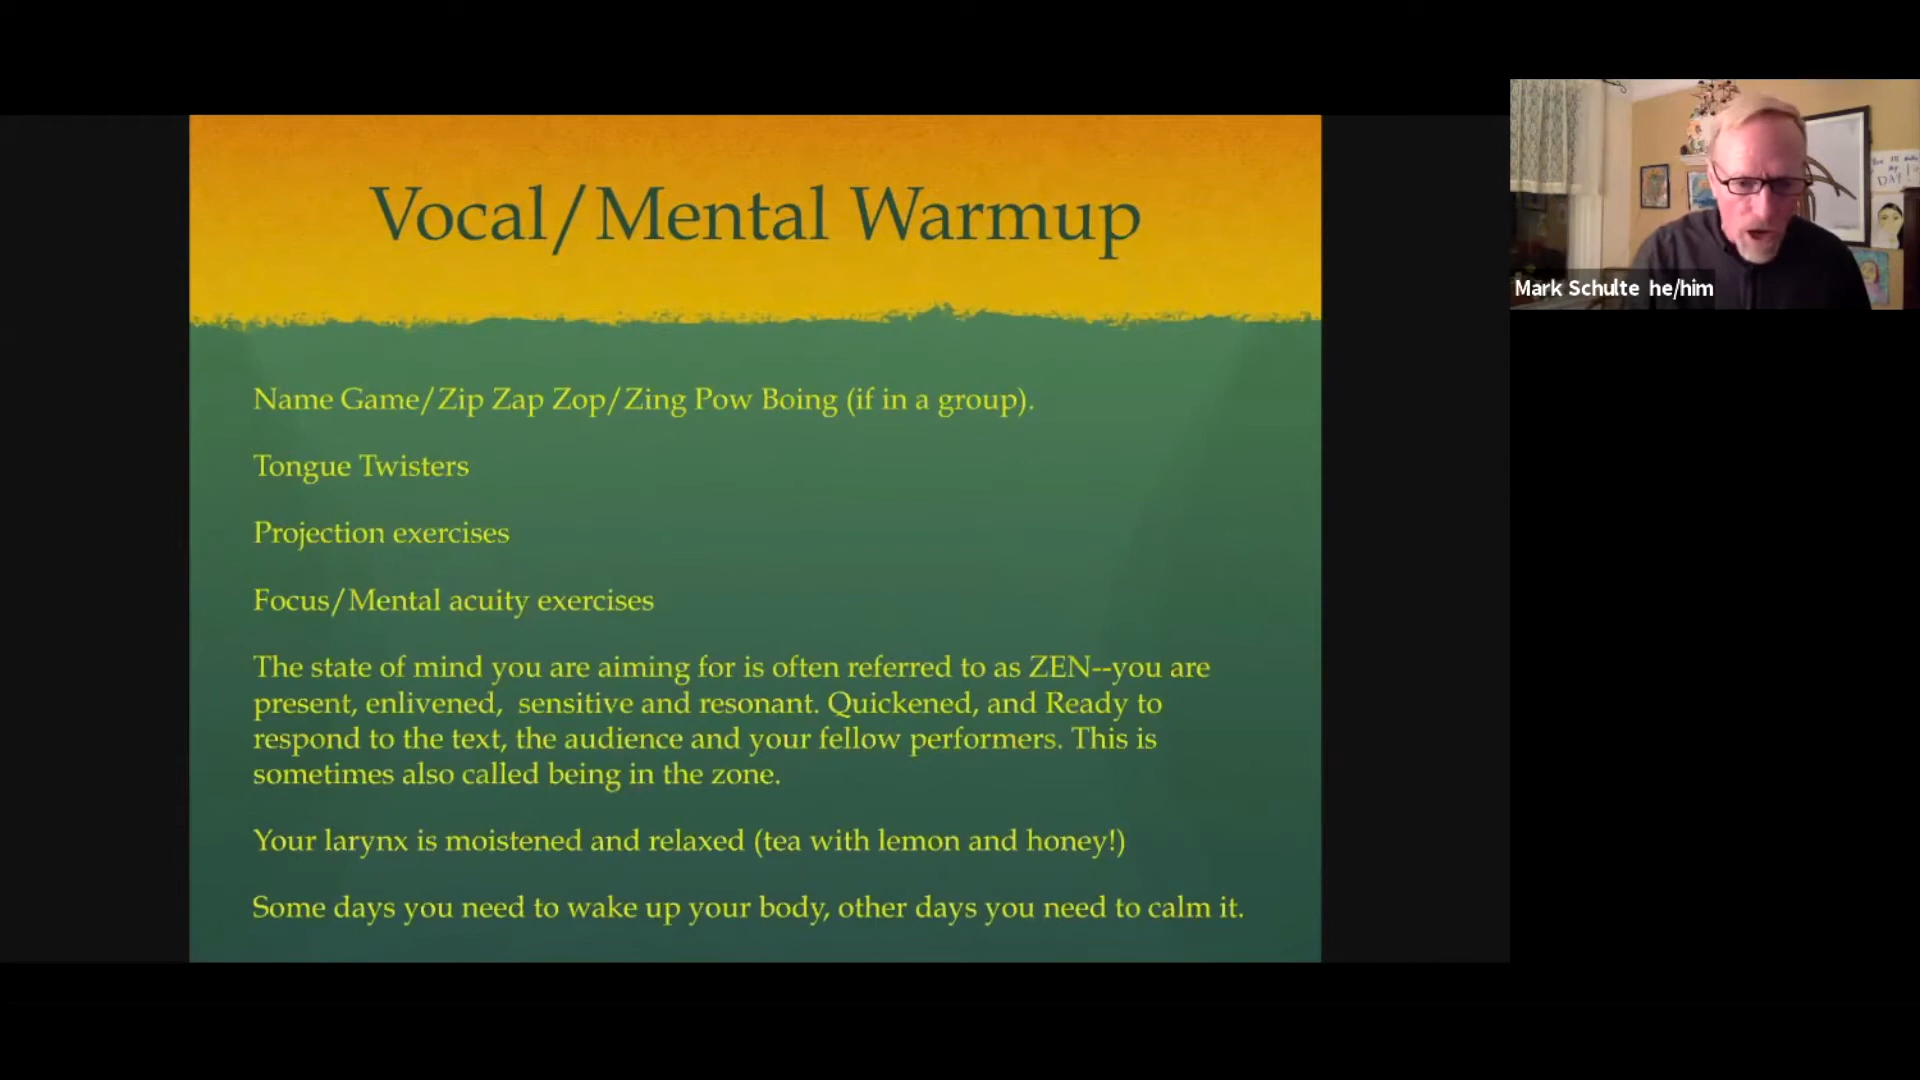 Vocal/Mental Warmup
Name Game/Zip Zap Zop/Zing Pow Boing (if in a group).
Tongue Twisters
Projection exercises
Focus/Mental acuity exercises
The state of mind you are aiming for is often referred to as ZEN--you are
present, enlivened,  sensitive and resonant. Quickened, and Ready to
respond to the text, the audience and your fellow performers. This is
sometimes also called being in the zone.
Your larynx is moistened and relaxed (tea with lemon and honey!)
Some days you need to wake up your body, other days you need to calm it.
Mark Schulte he/him
DAY!